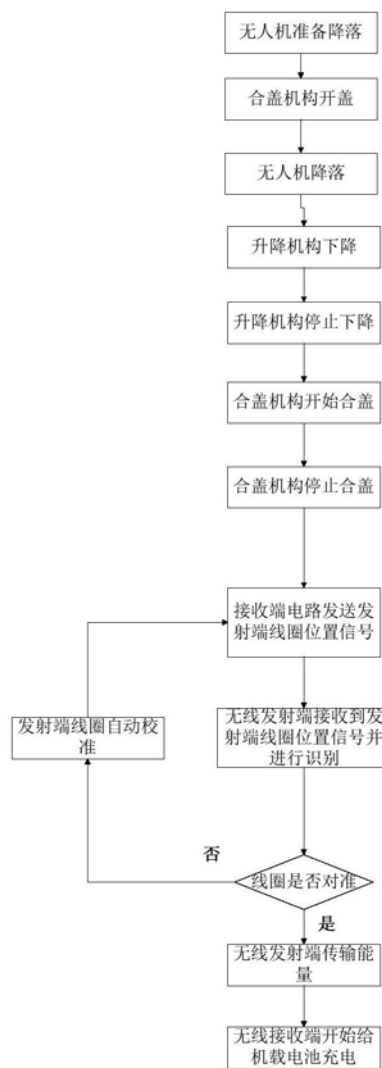 无人机准备降落
合盖机构开盖
无人机降落
升降机构下降
升降机构停止下降
合盖机构开始合盖
合盖机构停止合盖
接收端电路发送发
射端线圈位置信号
无线发射端接收到发
射端线圈位置信号并
进行识别
发射端线圈自动校
准
否
线圈是否对准
是
无线发射端传输能
量
无线接收端开始给
机载电池充电